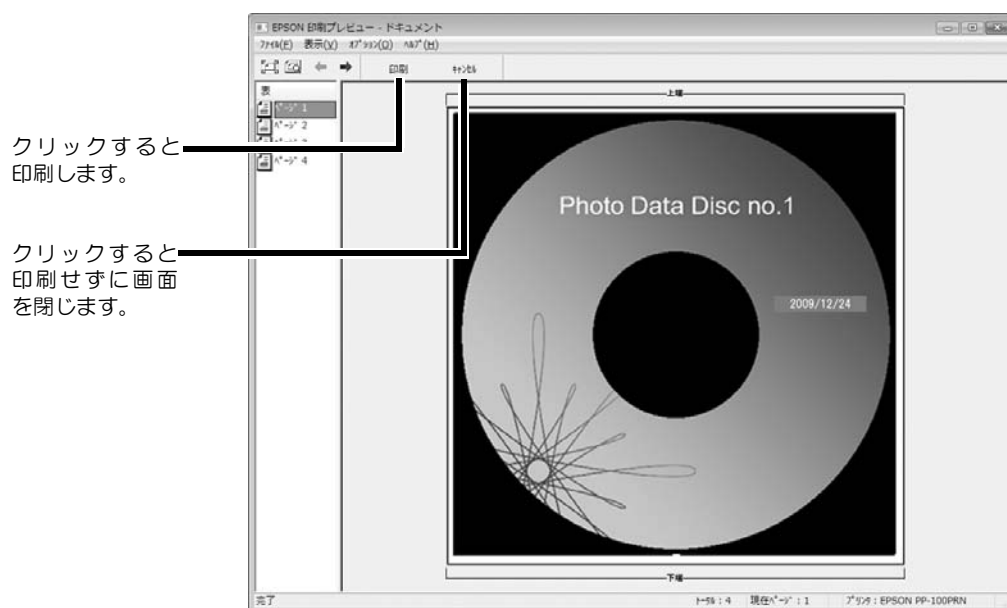 EPSON 印刷プレビュー - ドキュメント
ファイル(F) 表示(V) オプション(O) ヘルプ(H)
印刷 キャンセル
表
ページ 1
ページ 2
ページ 4
クリックすると
印刷します。
クリックすると
印刷せずに画面
を閉じます。
上端
Photo Data Disc no.1
2009/12/24
下端
完了
トータル : 4 現在ページ : 1 プリンタ : EPSON PP-100PRN